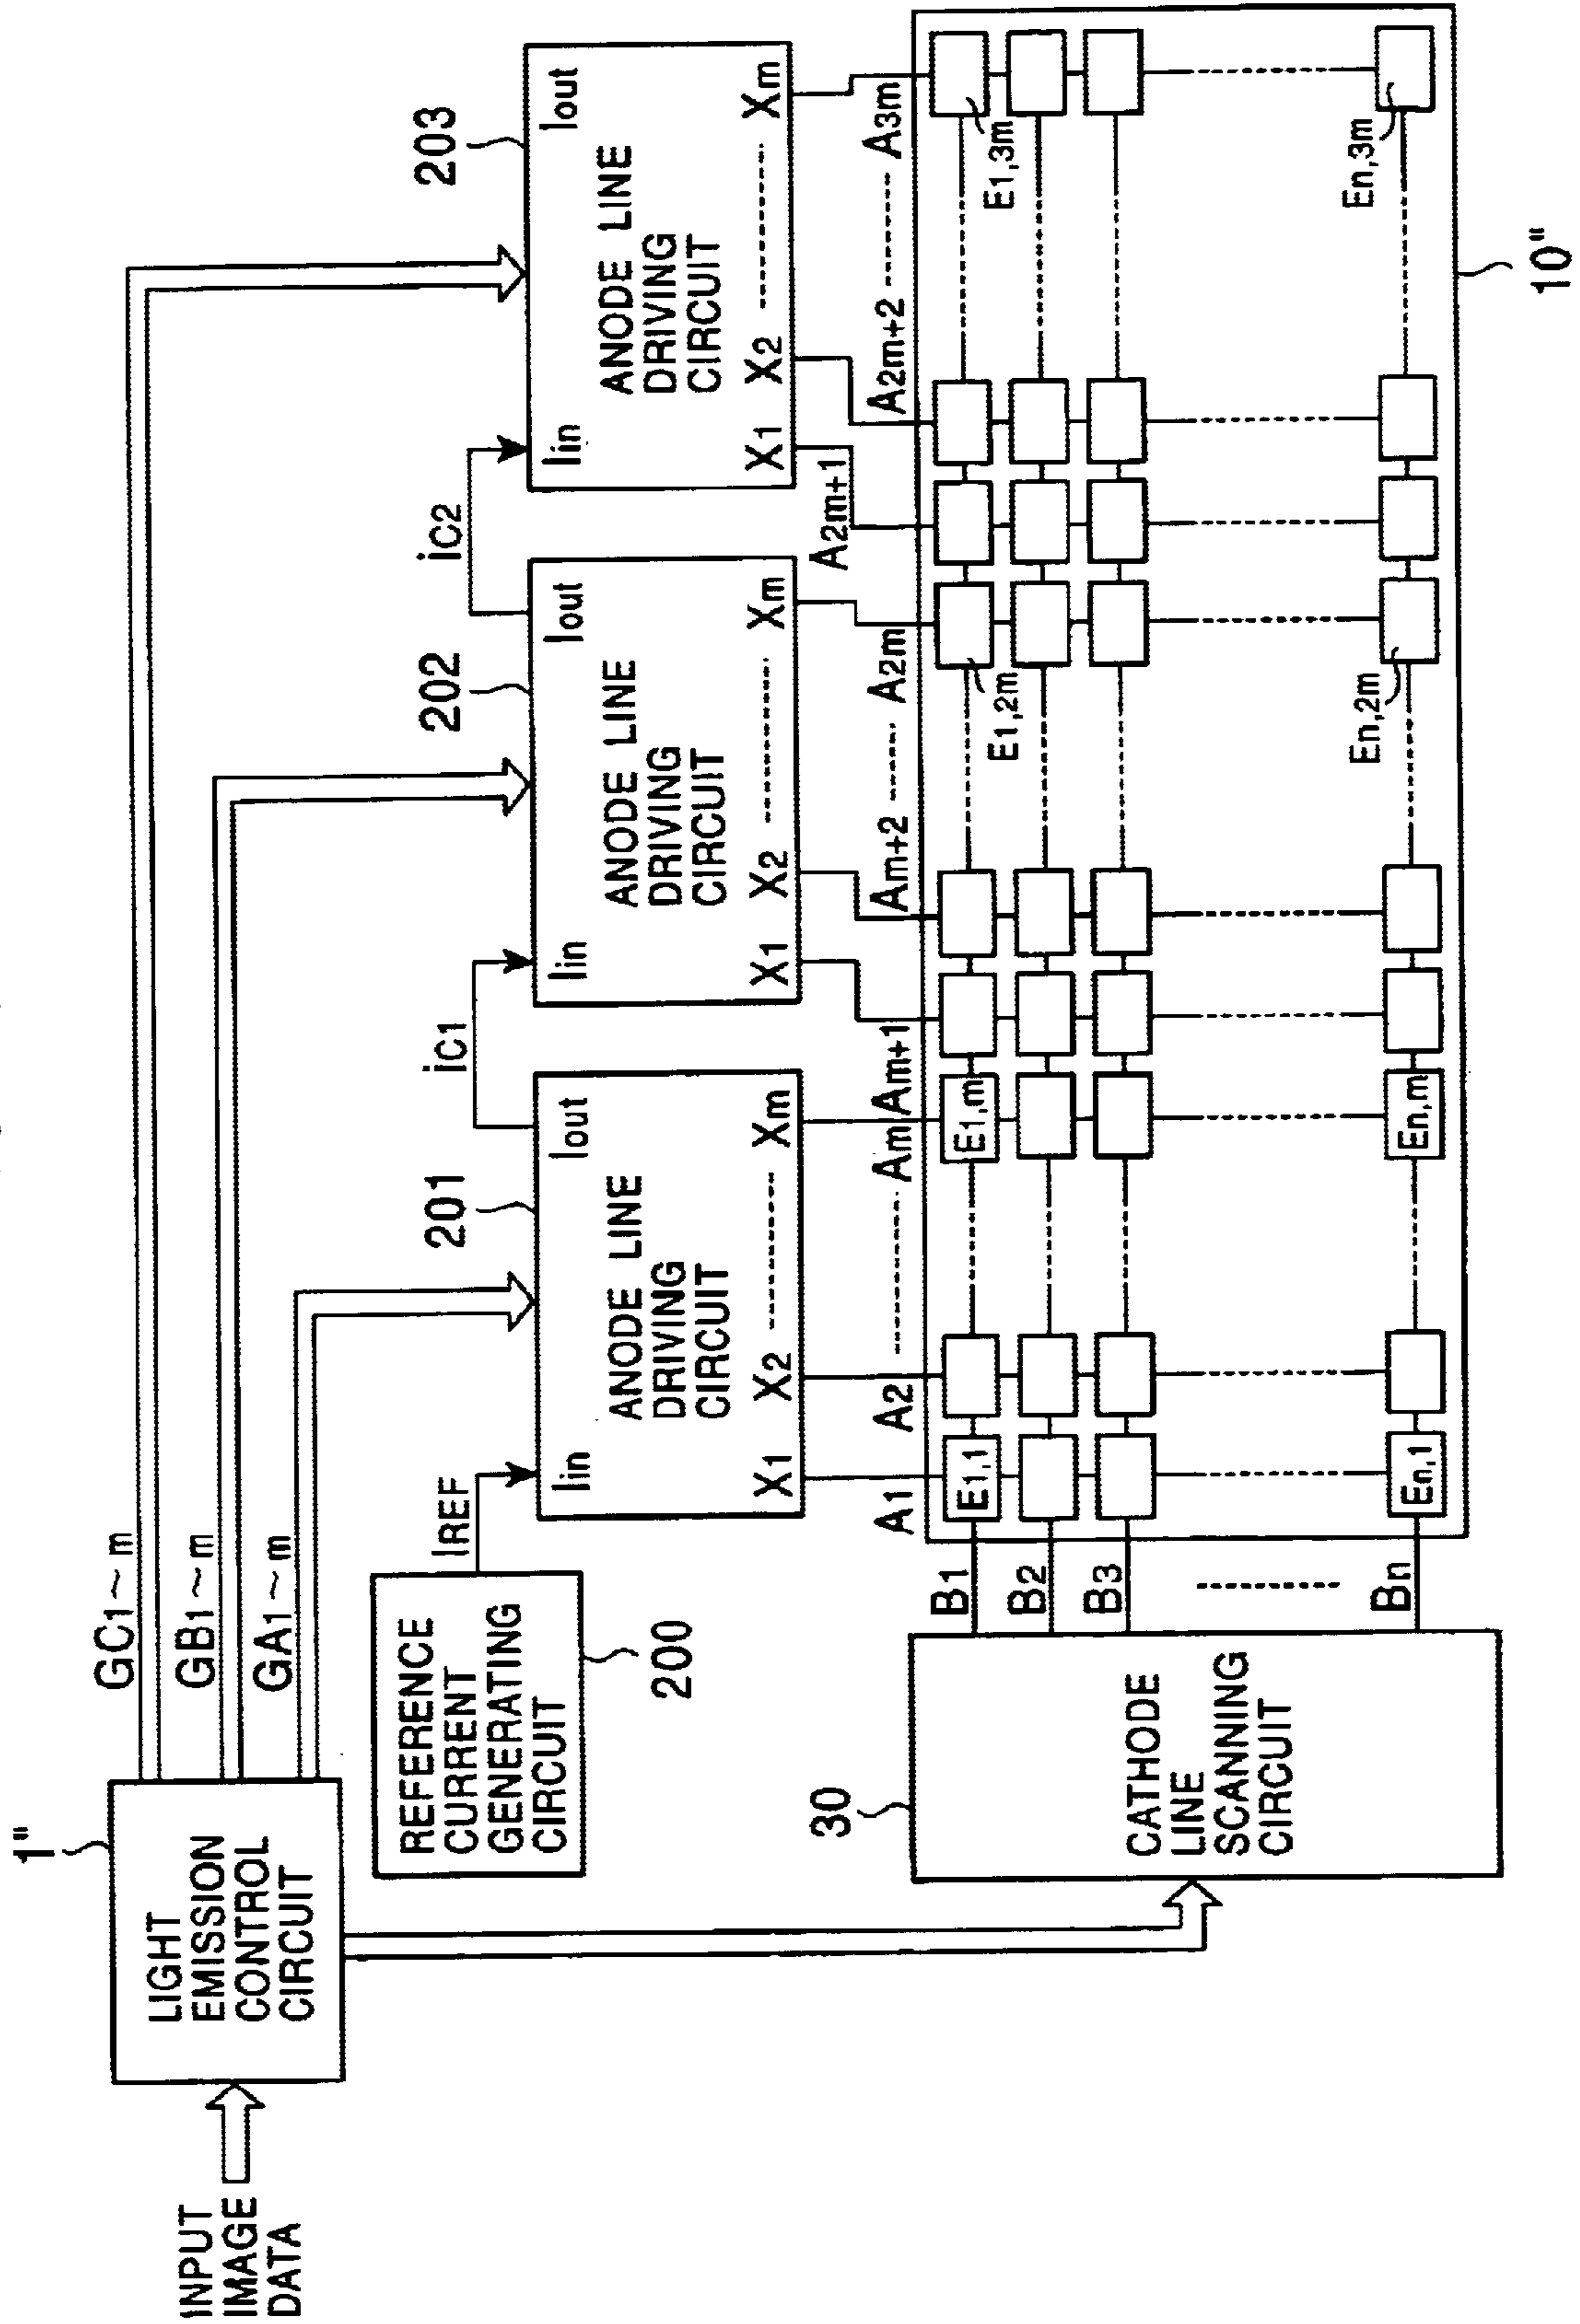 INPUT
IMAGE
DATA
1"
LIGHT
EMISSION
CONTROL
CIRCUIT
GC1~m
GB1~m
GA1~m
REFERENCE
CURRENT
GENERATING
CIRCUIT
200
IREF
201
Iin
Iout
ANODE LINE
DRIVING
CIRCUIT
X1 X2 Xm
ic1
202
Iin
Iout
ANODE LINE
DRIVING
CIRCUIT
X1 X2 Xm
ic2
203
Iin
Iout
ANODE LINE
DRIVING
CIRCUIT
X1 X2 Xm
A1 A2 Am Am+1 Am+2 A2m A2m+1 A2m+2 A3m
30
CATHODE
LINE
SCANNING
CIRCUIT
B1
B2
B3
Bn
E1,1
E1,m
E1,2m
E1,3m
En,1
En,m
En,2m
En,3m
10"